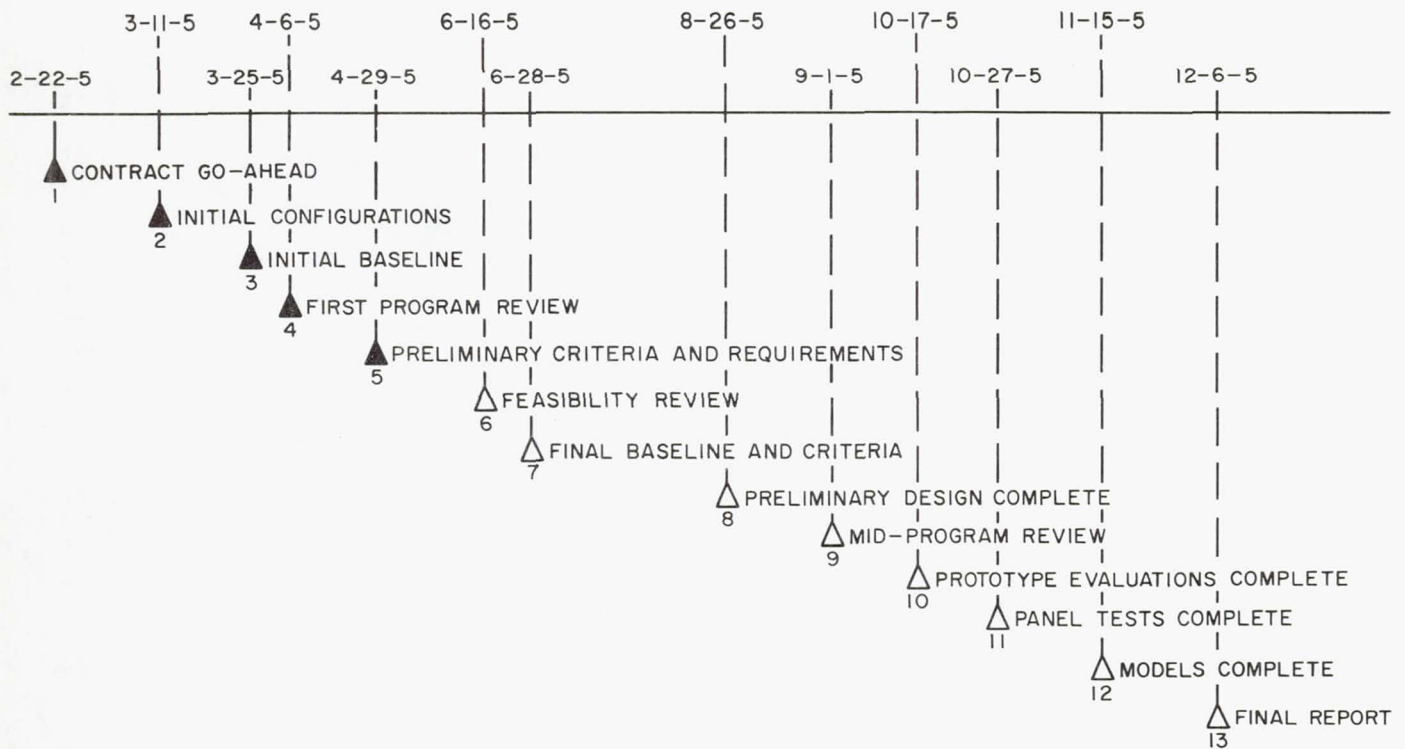 3-11-5 4-6-5 6-16-5 8-26-5 10-17-5 11-15-5
2-22-5 3-25-5 4-29-5 6-28-5 9-1-5 10-27-5 12-6-5
CONTRACT GO-AHEAD
INITIAL CONFIGURATIONS
2
INITIAL BASELINE
3
FIRST PROGRAM REVIEW
4
PRELIMINARY CRITERIA AND REQUIREMENTS
5
FEASIBILITY REVIEW
6
FINAL BASELINE AND CRITERIA
7
PRELIMINARY DESIGN COMPLETE
8
MID-PROGRAM REVIEW
9
PROTOTYPE EVALUATIONS COMPLETE
10
PANEL TESTS COMPLETE
11
MODELS COMPLETE
12
FINAL REPORT
13